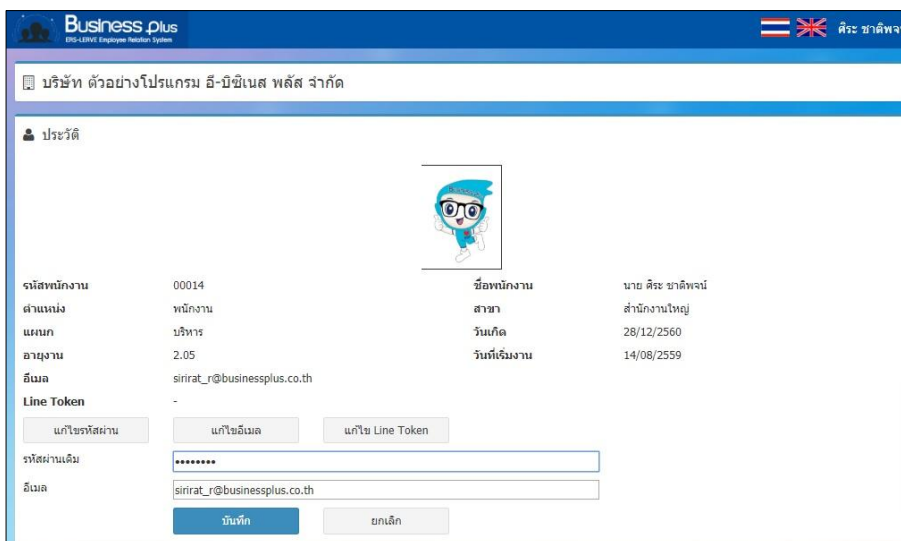 Business plus
ERS-LERVE Employee Relation System
ศิระ ชาติพจน์
บริษัท ตัวอย่างโปรแกรม อี-บิซิเนส พลัส จำกัด
ประวัติ
รหัสพนักงาน 00014 ชื่อพนักงาน นาย ศิระ ชาติพจน์
ตำแหน่ง พนักงาน สาขา สำนักงานใหญ่
แผนก บริหาร วันเกิด 28/12/2560
อายุงาน 2.05 วันที่เริ่มงาน 14/08/2559
อีเมล sirirat_r@businessplus.co.th
Line Token -
แก้ไขรหัสผ่าน แก้ไขอีเมล แก้ไข Line Token
รหัสผ่านเดิม ••••••••
อีเมล sirirat_r@businessplus.co.th
บันทึก ยกเลิก